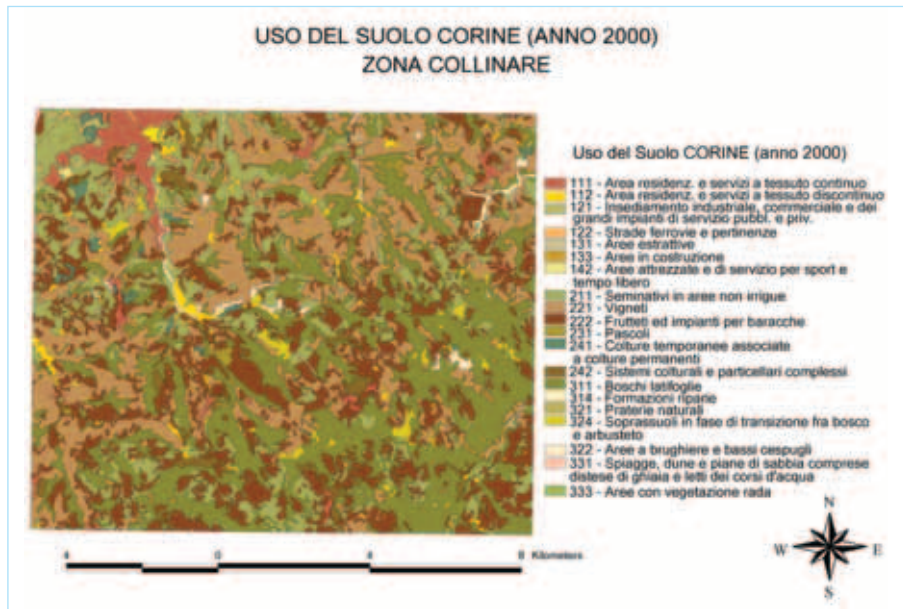 USO DEL SUOLO CORINE (ANNO 2000)
ZONA COLLINARE
Uso del Suolo CORINE (anno 2000)
111 - Area residenz. e servizi a tessuto continuo
112 - Area residenz. e servizi a tessuto discontinuo
121 - Insediamento industriale, commerciale e dei
grandi impianti di servizio pubbl. e priv.
122 - Strade ferrovie e pertinenze
131 - Aree estrattive
133 - Aree in costruzione
142 - Aree attrezzate e di servizio per sport e
tempo libero
211 - Seminativi in aree non irrigue
221 - Vigneti
222 - Frutteti ed impianti per baracche
231 - Pascoli
241 - Colture temporanee associate
a colture permanenti
242 - Sistemi colturali e particellari complessi
311 - Boschi latifoglie
314 - Formazioni riparie
321 - Praterie naturali
324 - Soprassuoli in fase di transizione fra bosco
e arbusteto
322 - Aree a brughiere e bassi cespugli
331 - Spiagge, dune e piane di sabbia comprese
distese di ghiaia e letti dei corsi d'acqua
333 - Aree con vegetazione rada
N
W E
S
4 0 4 8 Kilometers